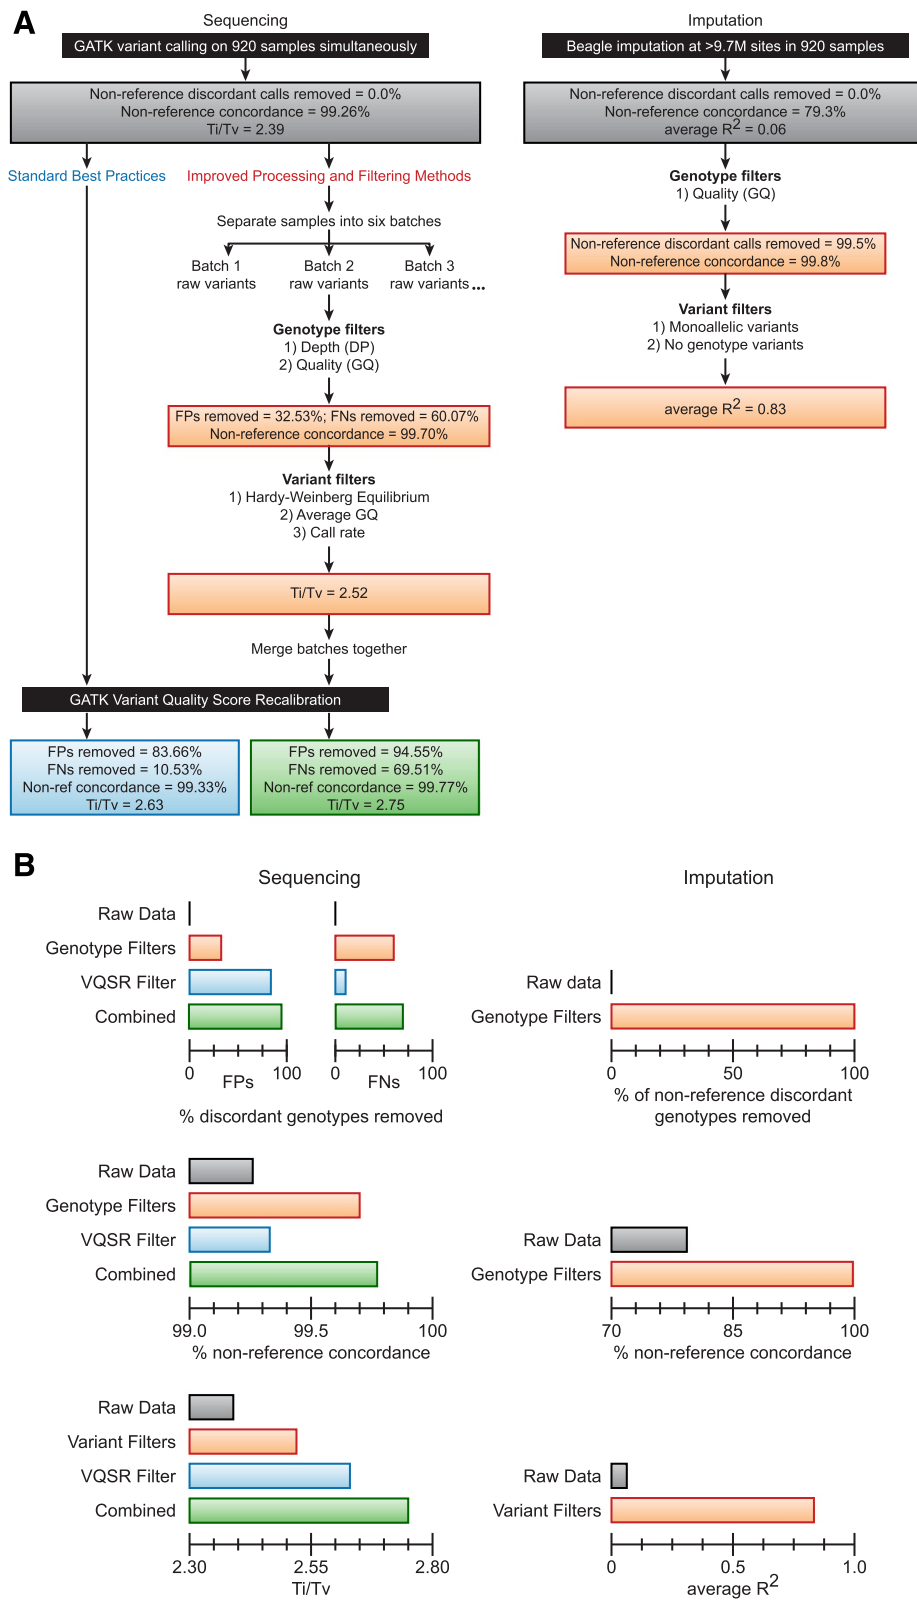 A
Sequencing
GATK variant calling on 920 samples simultaneously
Non-reference discordant calls removed = 0.0%
Non-reference concordance = 99.26%
Ti/Tv = 2.39
Standard Best Practices
Improved Processing and Filtering Methods
Separate samples into six batches
Batch 1
raw variants
Batch 2
raw variants
Batch 3
raw variants ...
Genotype filters
1) Depth (DP)
2) Quality (GQ)
FPs removed = 32.53%; FNs removed = 60.07%
Non-reference concordance = 99.70%
Variant filters
1) Hardy-Weinberg Equilibrium
2) Average GQ
3) Call rate
Ti/Tv = 2.52
Merge batches together
GATK Variant Quality Score Recalibration
FPs removed = 83.66%
FNs removed = 10.53%
Non-ref concordance = 99.33%
Ti/Tv = 2.63
FPs removed = 94.55%
FNs removed = 69.51%
Non-ref concordance = 99.77%
Ti/Tv = 2.75
Imputation
Beagle imputation at >9.7M sites in 920 samples
Non-reference discordant calls removed = 0.0%
Non-reference concordance = 79.3%
average R2 = 0.06
Genotype filters
1) Quality (GQ)
Non-reference discordant calls removed = 99.5%
Non-reference concordance = 99.8%
Variant filters
1) Monoallelic variants
2) No genotype variants
average R2 = 0.83
B
Sequencing
Raw Data
Genotype Filters
VQSR Filter
Combined
0 100
FPs
0 100
FNs
% discordant genotypes removed
Raw Data
Genotype Filters
VQSR Filter
Combined
99.0 99.5 100
% non-reference concordance
Raw Data
Variant Filters
VQSR Filter
Combined
2.30 2.55 2.80
Ti/Tv
Imputation
Raw data
Genotype Filters
0 50 100
% of non-reference discordant
genotypes removed
Raw Data
Genotype Filters
70 85 100
% non-reference concordance
Raw Data
Variant Filters
0 0.5 1.0
average R2